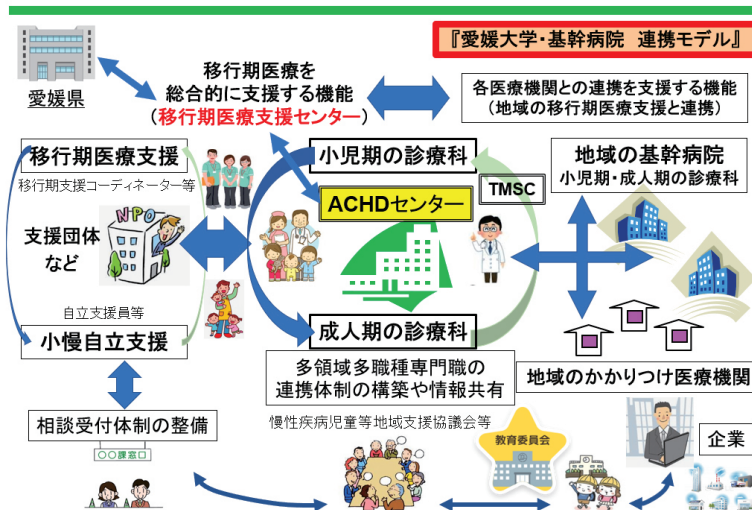 『愛媛大学・基幹病院 連携モデル』
愛媛県
移行期医療を
総合的に支援する機能
（移行期医療支援センター）
各医療機関との連携を支援する機能
（地域の移行期医療支援と連携）
移行期医療支援
移行期支援コーディネーター等
小児期の診療科
地域の基幹病院
小児期・成人期の診療科
TMSC
ACHDセンター
支援団体
など
NPO
自立支援員等
小慢自立支援
成人期の診療科
多領域多職種専門職の
連携体制の構築や情報共有
地域のかかりつけ医療機関
慢性疾病児童等地域支援協議会等
相談受付体制の整備
〇〇課窓口
教育委員会
企業